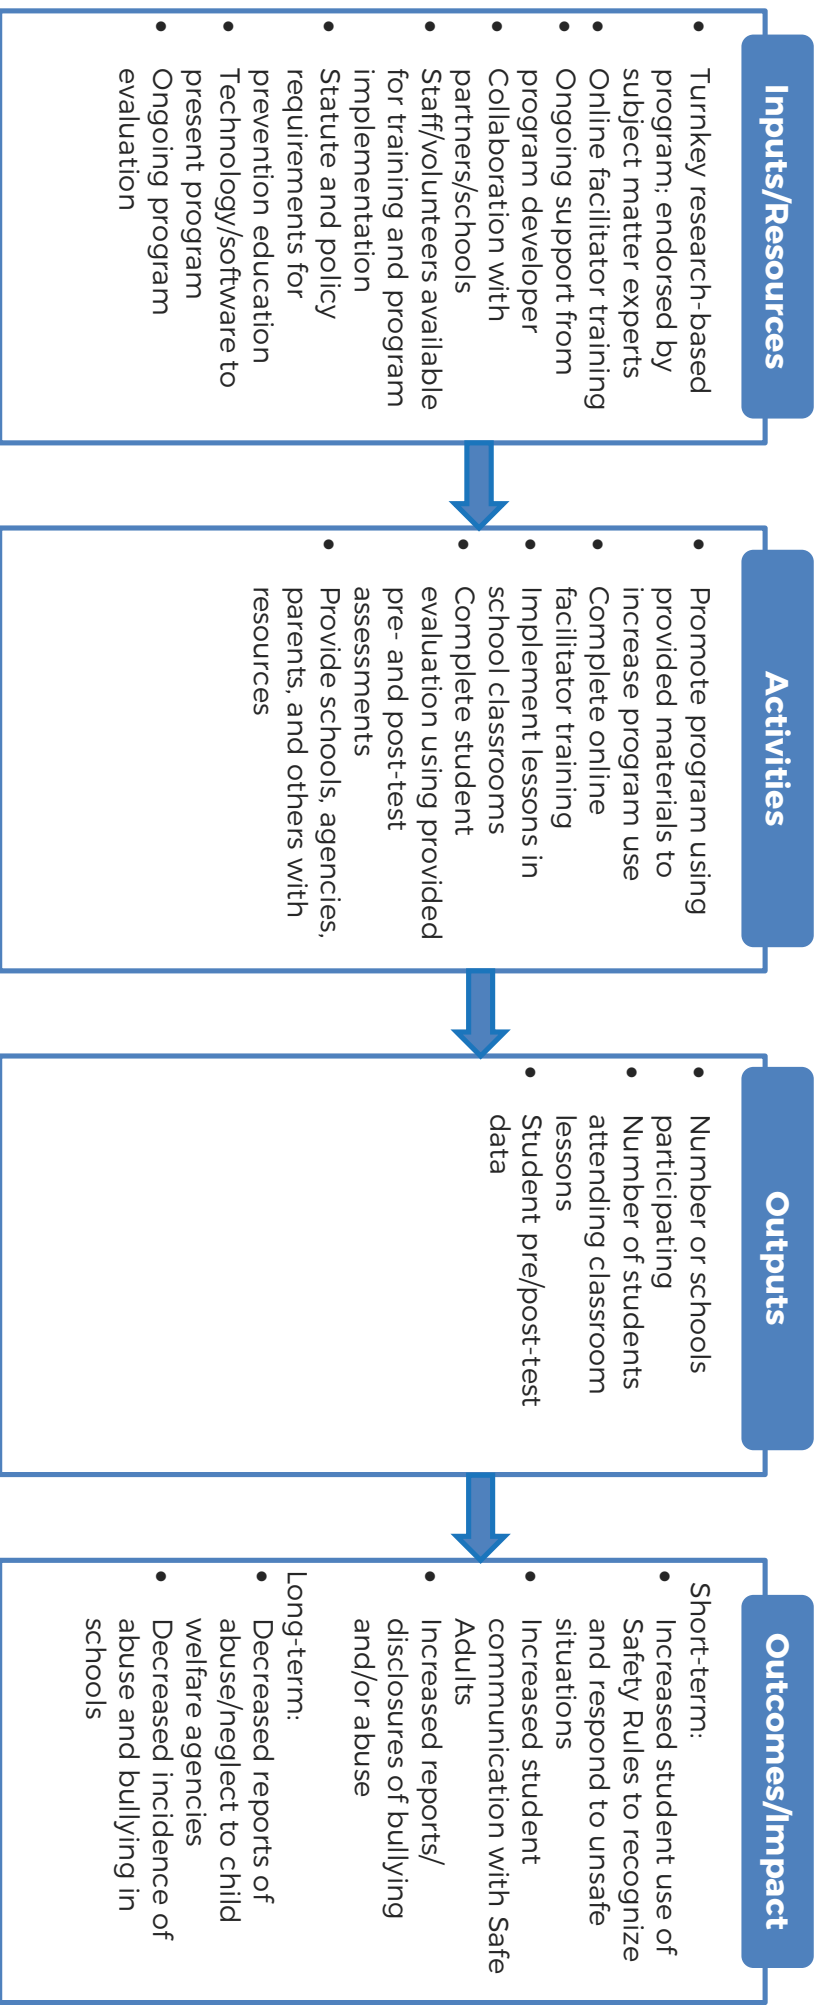 Inputs/Resources
• Turnkey research-based
program; endorsed by
subject matter experts
• Online facilitator training
• Ongoing support from
program developer
• Collaboration with
partners/schools
• Staff/volunteers available
for training and program
implementation
• Statute and policy
requirements for
prevention education
• Technology/software to
present program
• Ongoing program
evaluation
Activities
• Promote program using
provided materials to
increase program use
• Complete online
facilitator training
• Implement lessons in
school classrooms
• Complete student
evaluation using provided
pre- and post-test
assessments
• Provide schools, agencies,
parents, and others with
resources
Outputs
• Number or schools
participating
• Number of students
attending classroom
lessons
• Student pre/post-test
data
Outcomes/Impact
Short-term:
• Increased student use of
Safety Rules to recognize
and respond to unsafe
situations
• Increased student
communication with Safe
Adults
• Increased reports/
disclosures of bullying
and/or abuse
Long-term:
• Decreased reports of
abuse/neglect to child
welfare agencies
• Decreased incidence of
abuse and bullying in
schools